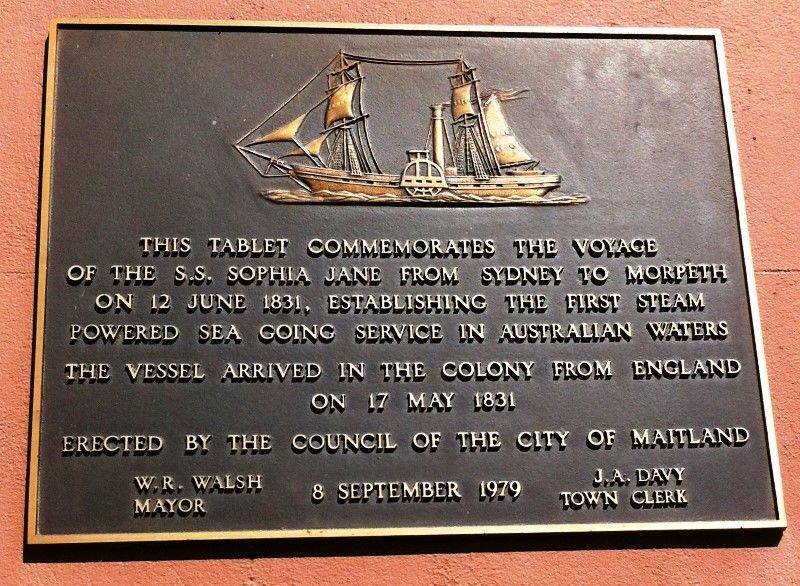 THIS TABLET COMMEMORATES THE VOYAGE
OF THE S.S. SOPHIA JANE FROM SYDNEY TO MORPETH
ON 12 JUNE 1831, ESTABLISHING THE FIRST STEAM
POWERED SEA GOING SERVICE IN AUSTRALIAN WATERS
THE VESSEL ARRIVED IN THE COLONY FROM ENGLAND
ON 17 MAY 1831
ERECTED BY THE COUNCIL OF THE CITY OF MAITLAND
W.R. WALSH
MAYOR
8 SEPTEMBER 1979
J.A. DAVY
TOWN CLERK